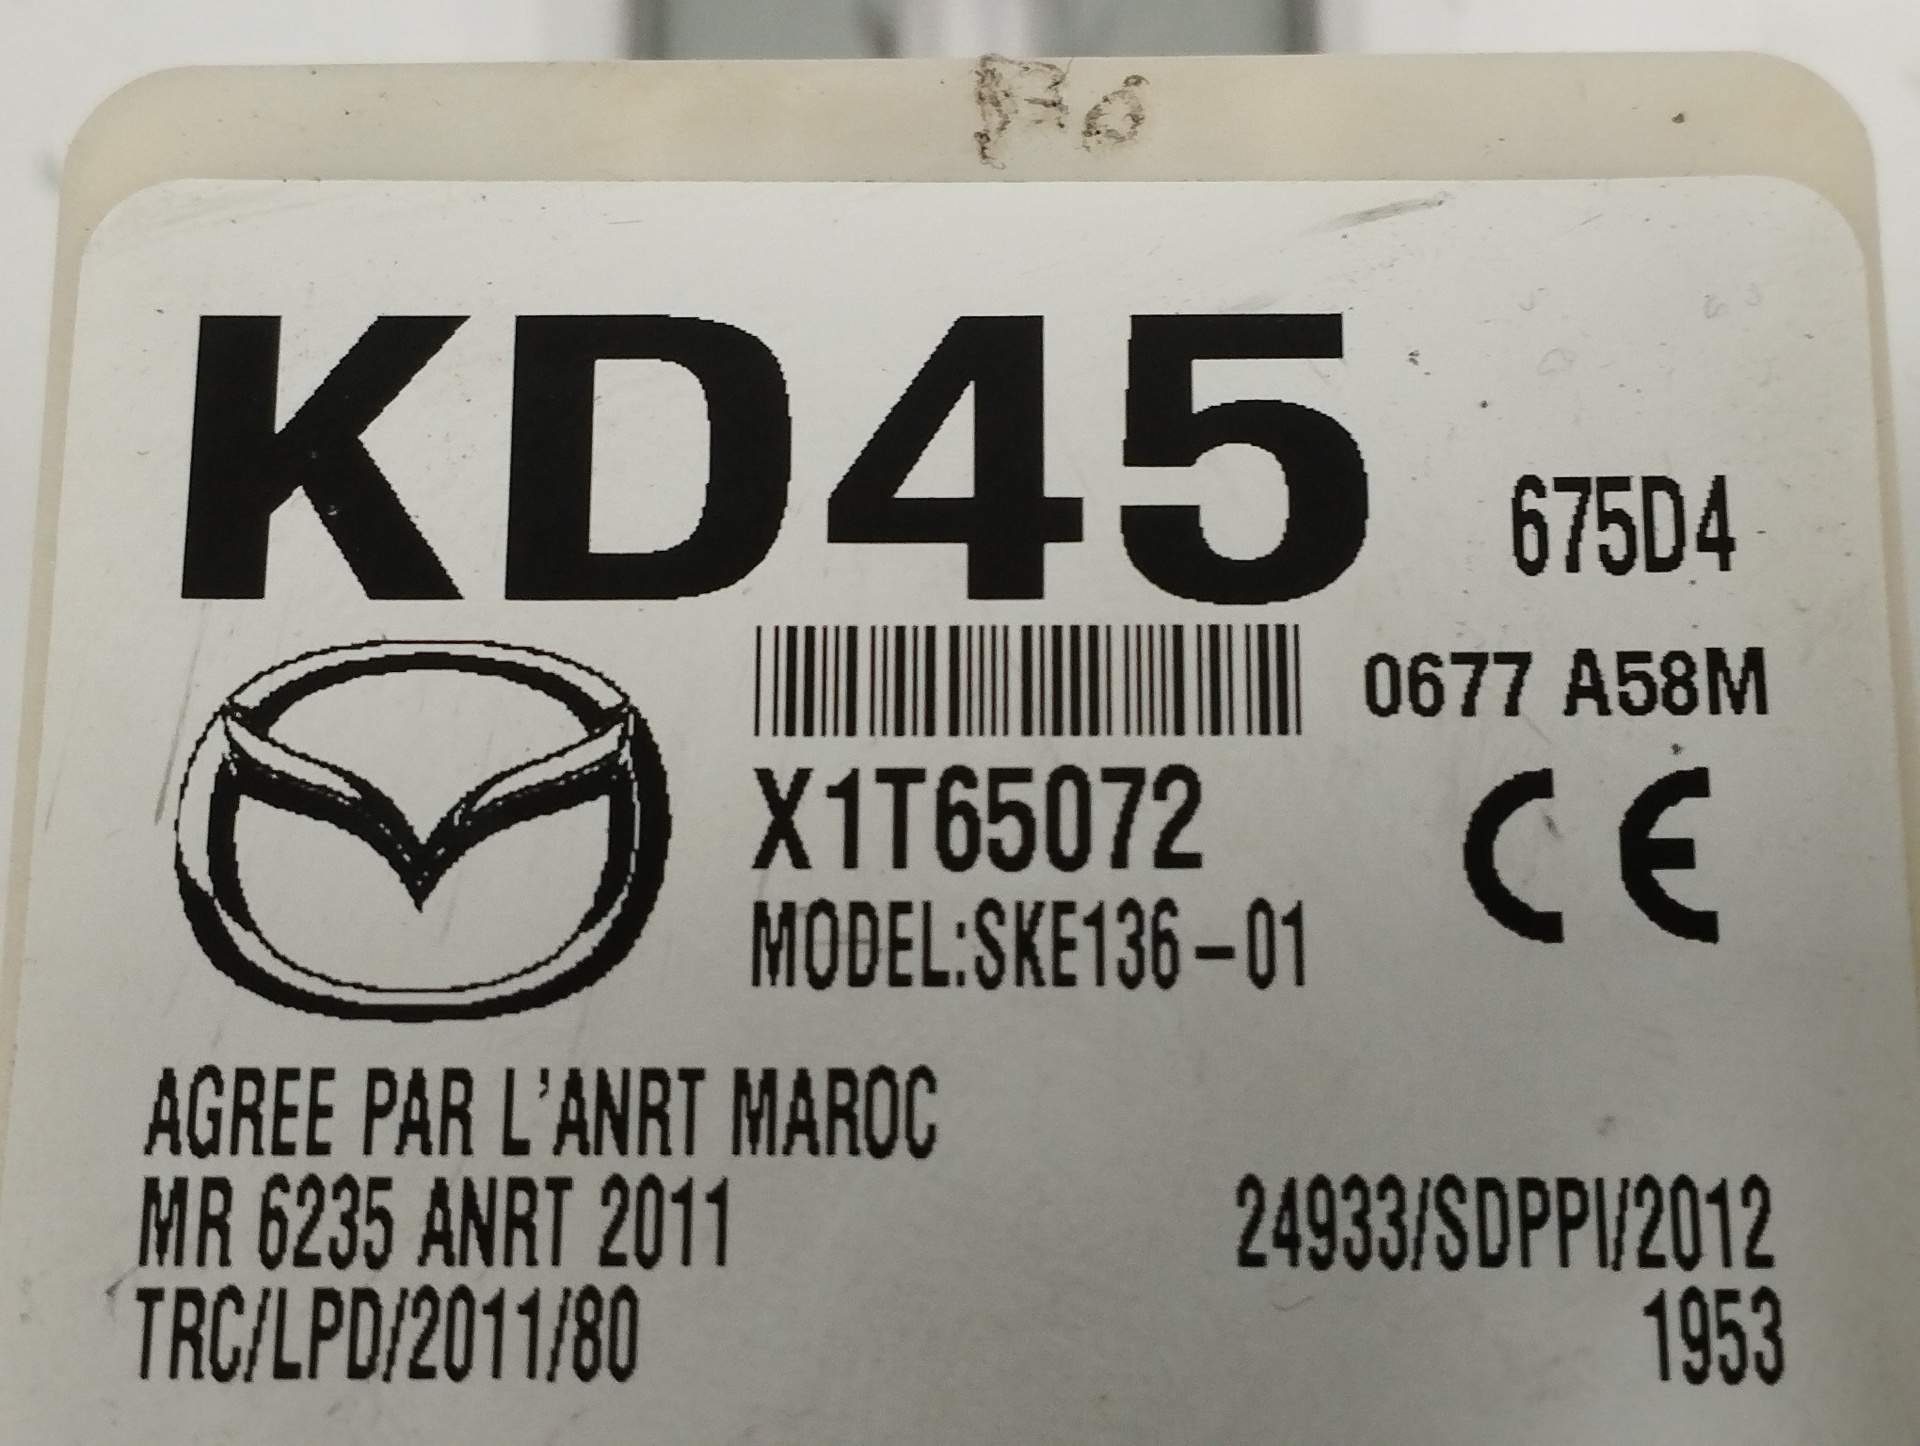 KD45
675D4
0677 A58M
X1T65072
MODEL:SKE136-01
CE
AGREE PAR L'ANRT MAROC
MR 6235 ANRT 2011
24933/SDPPI/2012
TRC/LPD/2011/80
1953